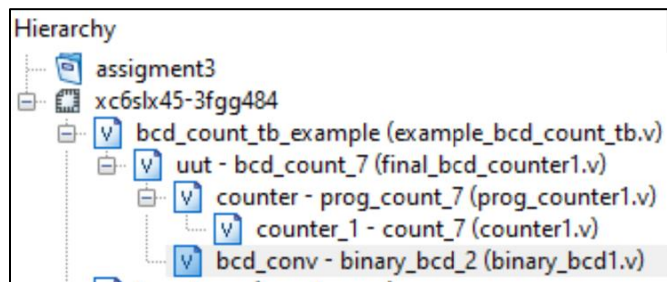 Hierarchy
assigment3
xc6slx45-3fgg484
V bcd_count_tb_example (example_bcd_count_tb.v)
V uut - bcd_count_7 (final_bcd_counter1.v)
V counter - prog_count_7 (prog_counter1.v)
V counter_1 - count_7 (counter1.v)
V bcd_conv - binary_bcd_2 (binary_bcd1.v)